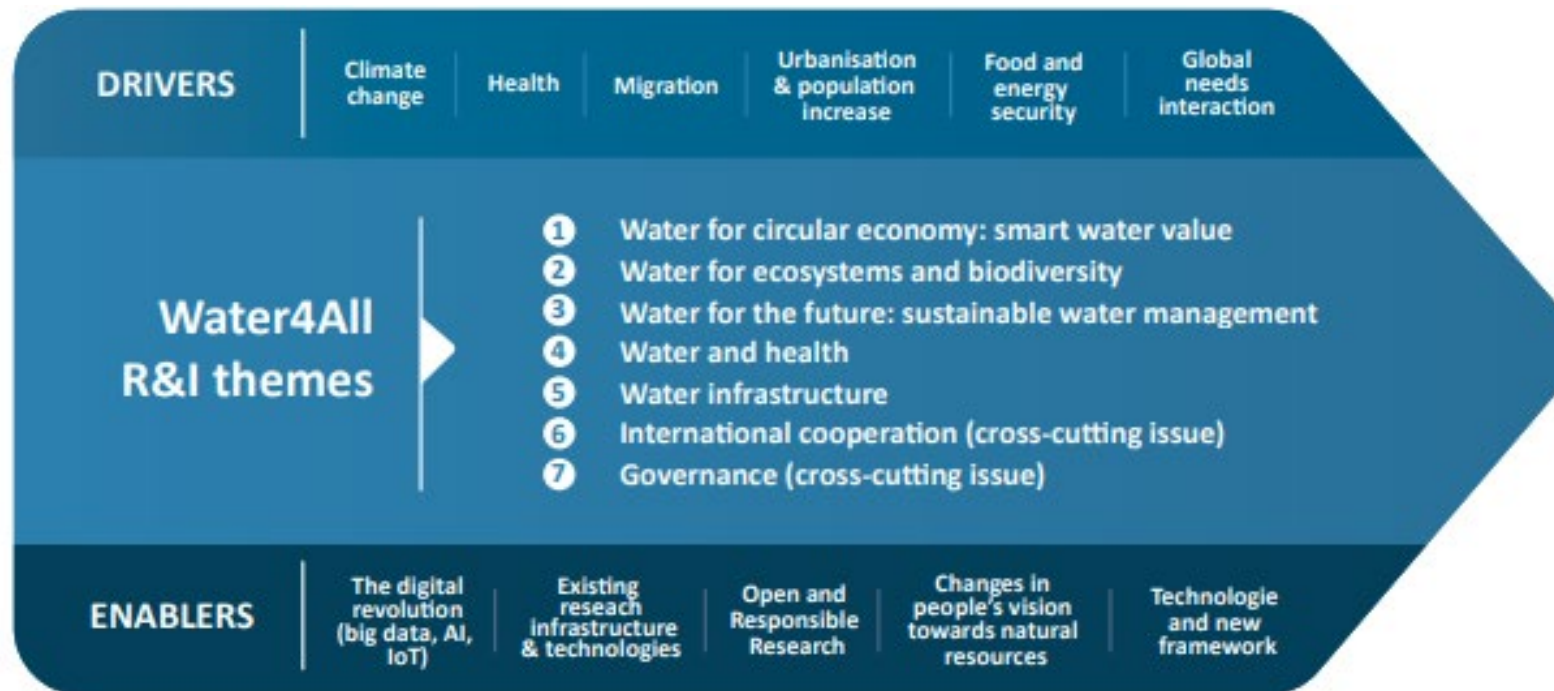 DRIVERS
Climate
change
Health
Migration
Urbanisation
& population
increase
Food and
energy
security
Global
needs
interaction
Water4All
R&I themes
1 Water for circular economy: smart water value
2 Water for ecosystems and biodiversity
3 Water for the future: sustainable water management
4 Water and health
5 Water infrastructure
6 International cooperation (cross-cutting issue)
7 Governance (cross-cutting issue)
ENABLERS
The digital
revolution
(big data, AI,
IoT)
Existing
reseach
infrastructure
& technologies
Open and
Responsible
Research
Changes in
people's vision
towards natural
resources
Technologie
and new
framework